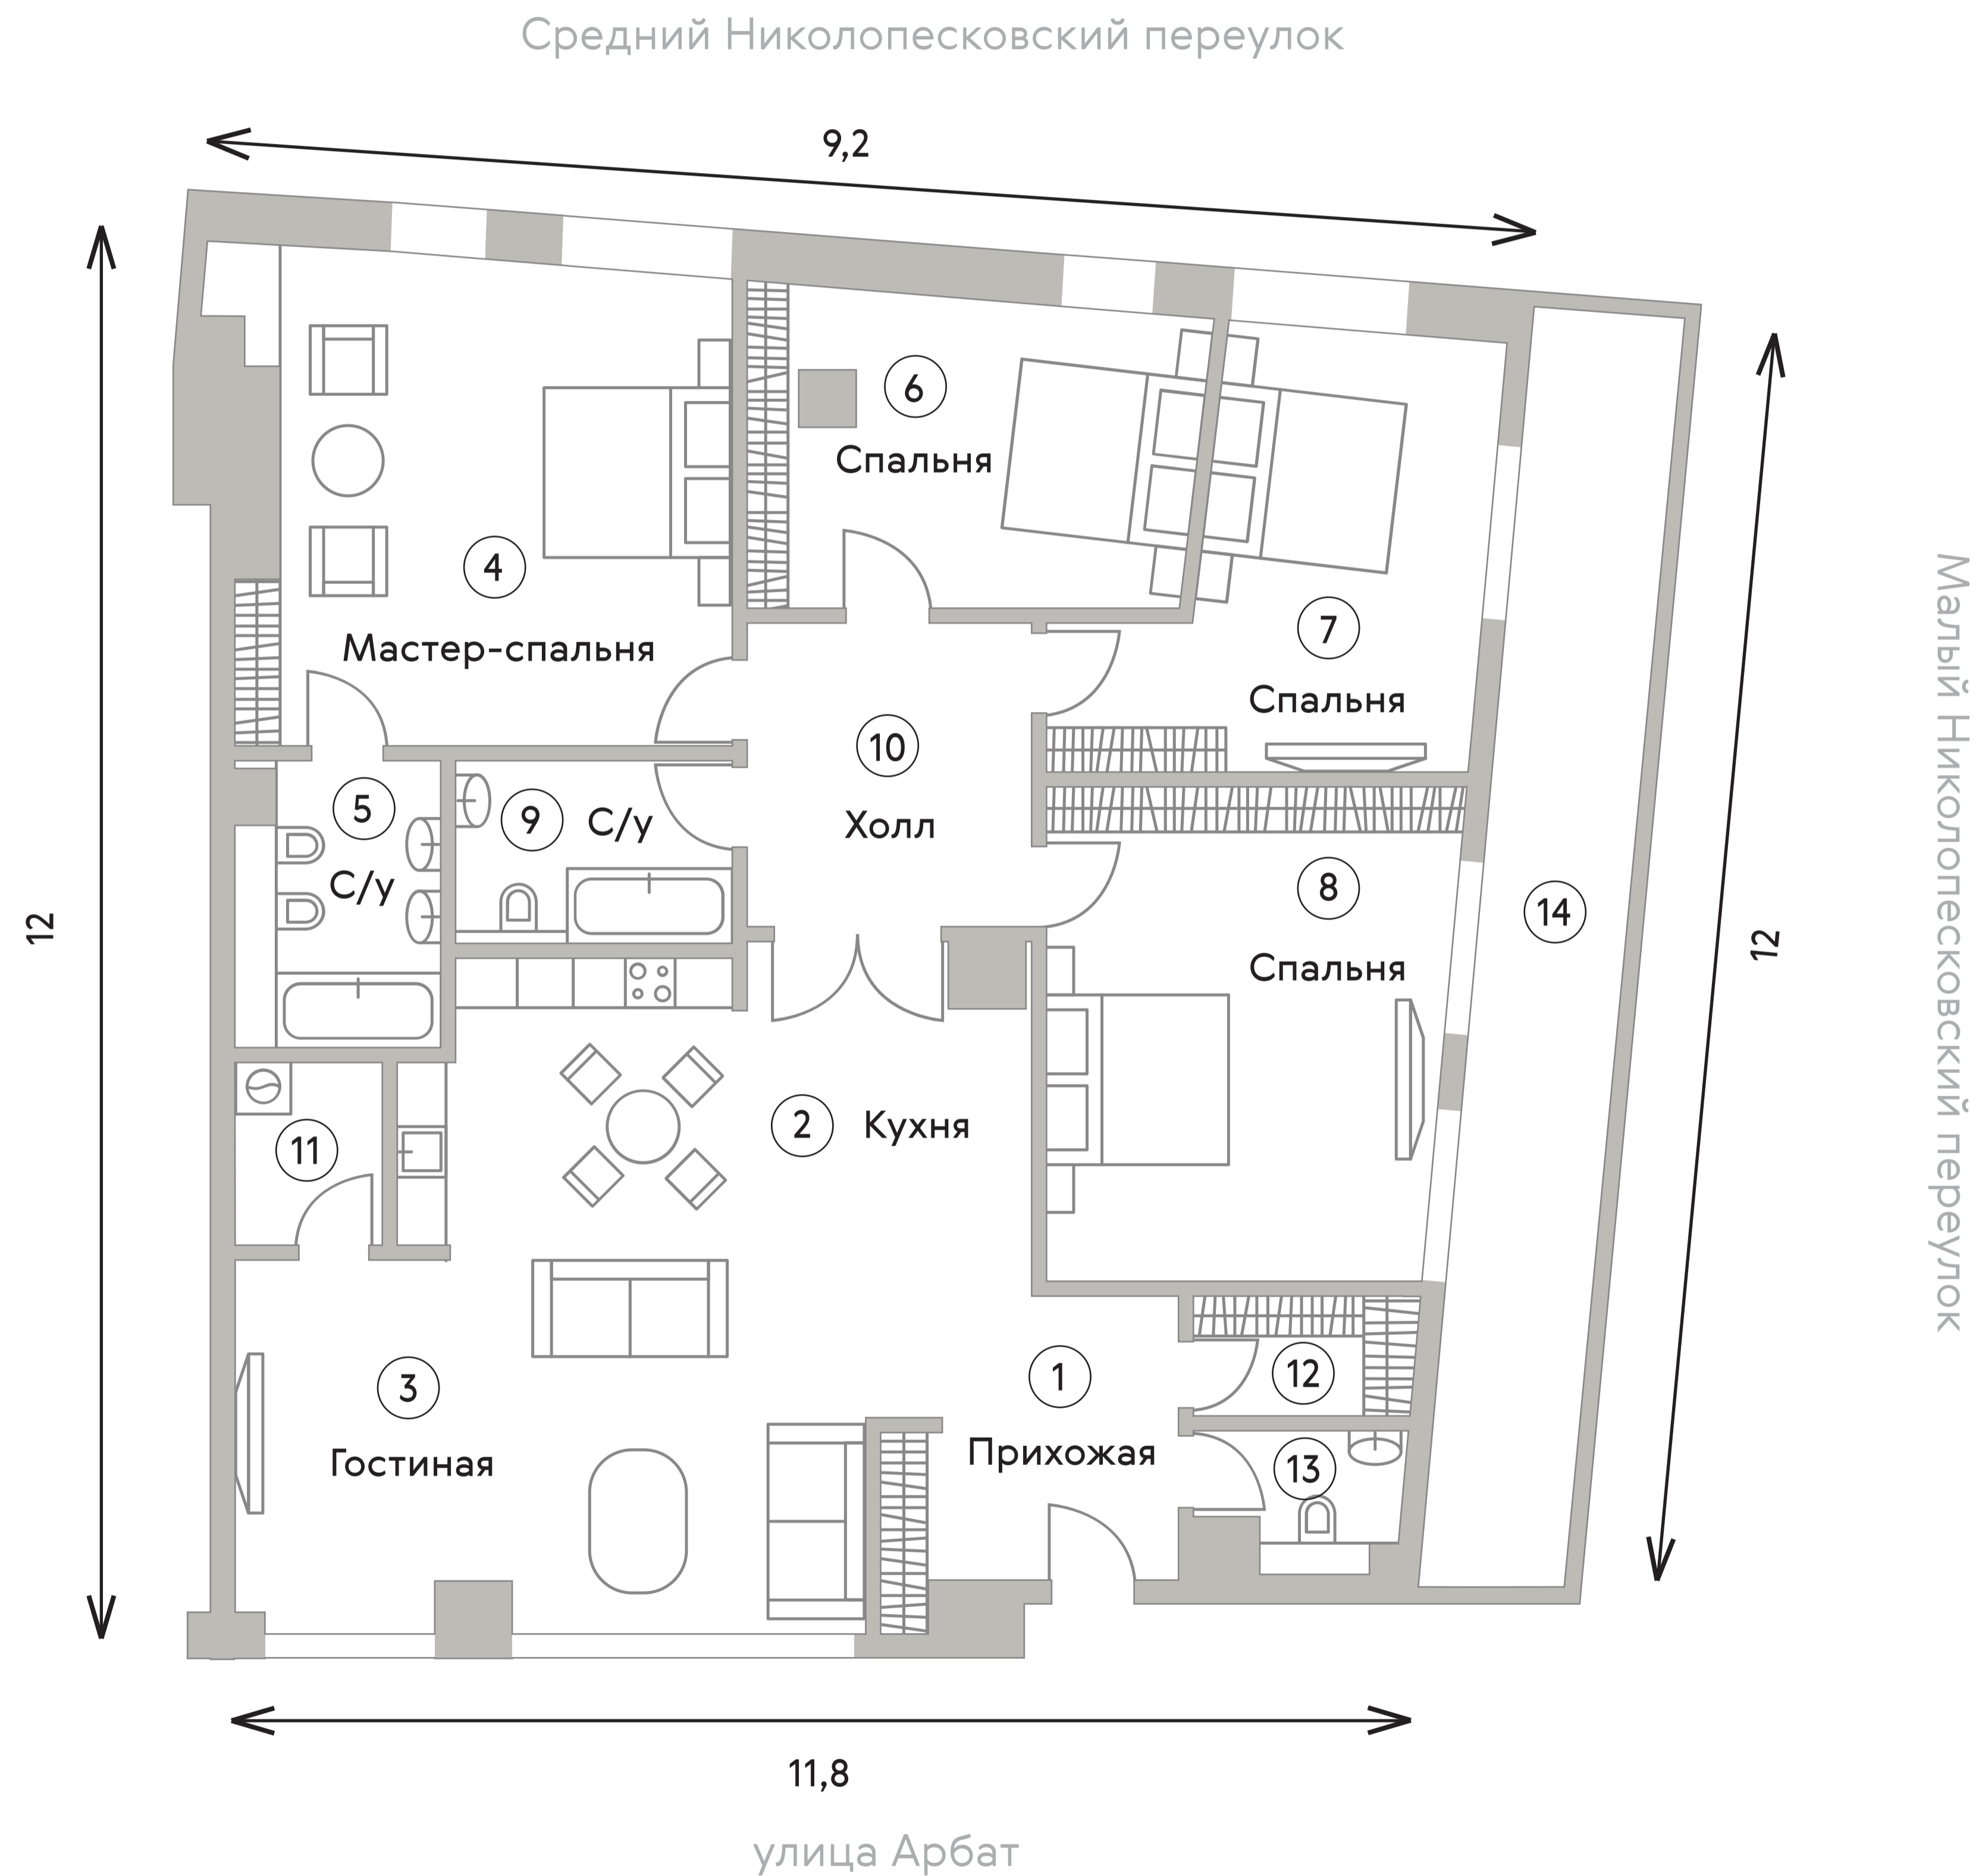 Средний Николопесковский переулок
9,2
6
Спальня
4
Мастер-спальня
7
Спальня
10
Холл
5
С/у
9
С/у
8
Спальня
14
12
12
Малый Николопесковский переулок
2 Кухня
11
3
Гостиная
1
Прихожая
12
13
11,8
улица Арбат